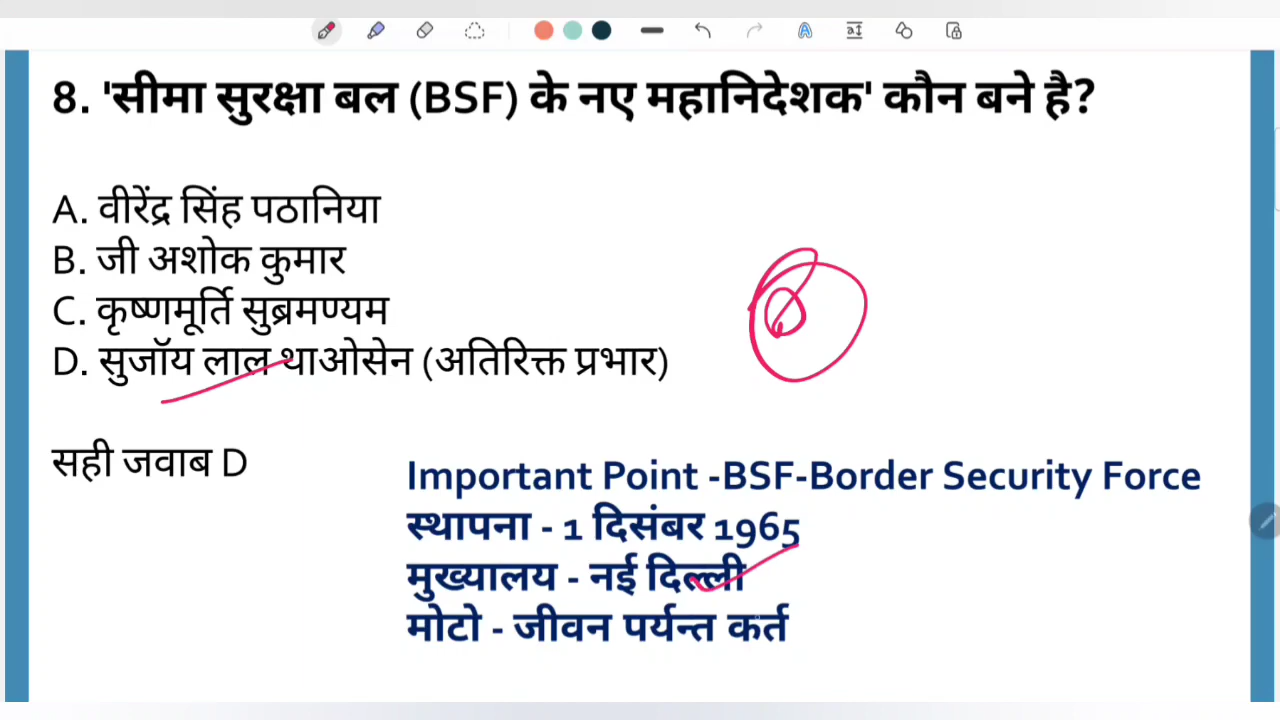 8. 'सीमा सुरक्षा बल (BSF) के नए महानिदेशक' कौन बने है?
A. वीरेंद्र सिंह पठानिया
B. जी अशोक कुमार
C. कृष्णमूर्ति सुब्रमण्यम
D. सुजॉय लाल थाओसेन (अतिरिक्त प्रभार)
सही जवाब D
Important Point -BSF-Border Security Force
स्थापना - 1 दिसंबर 1965
मुख्यालय - नई दिल्ली
मोटो - जीवन पर्यन्त कर्त